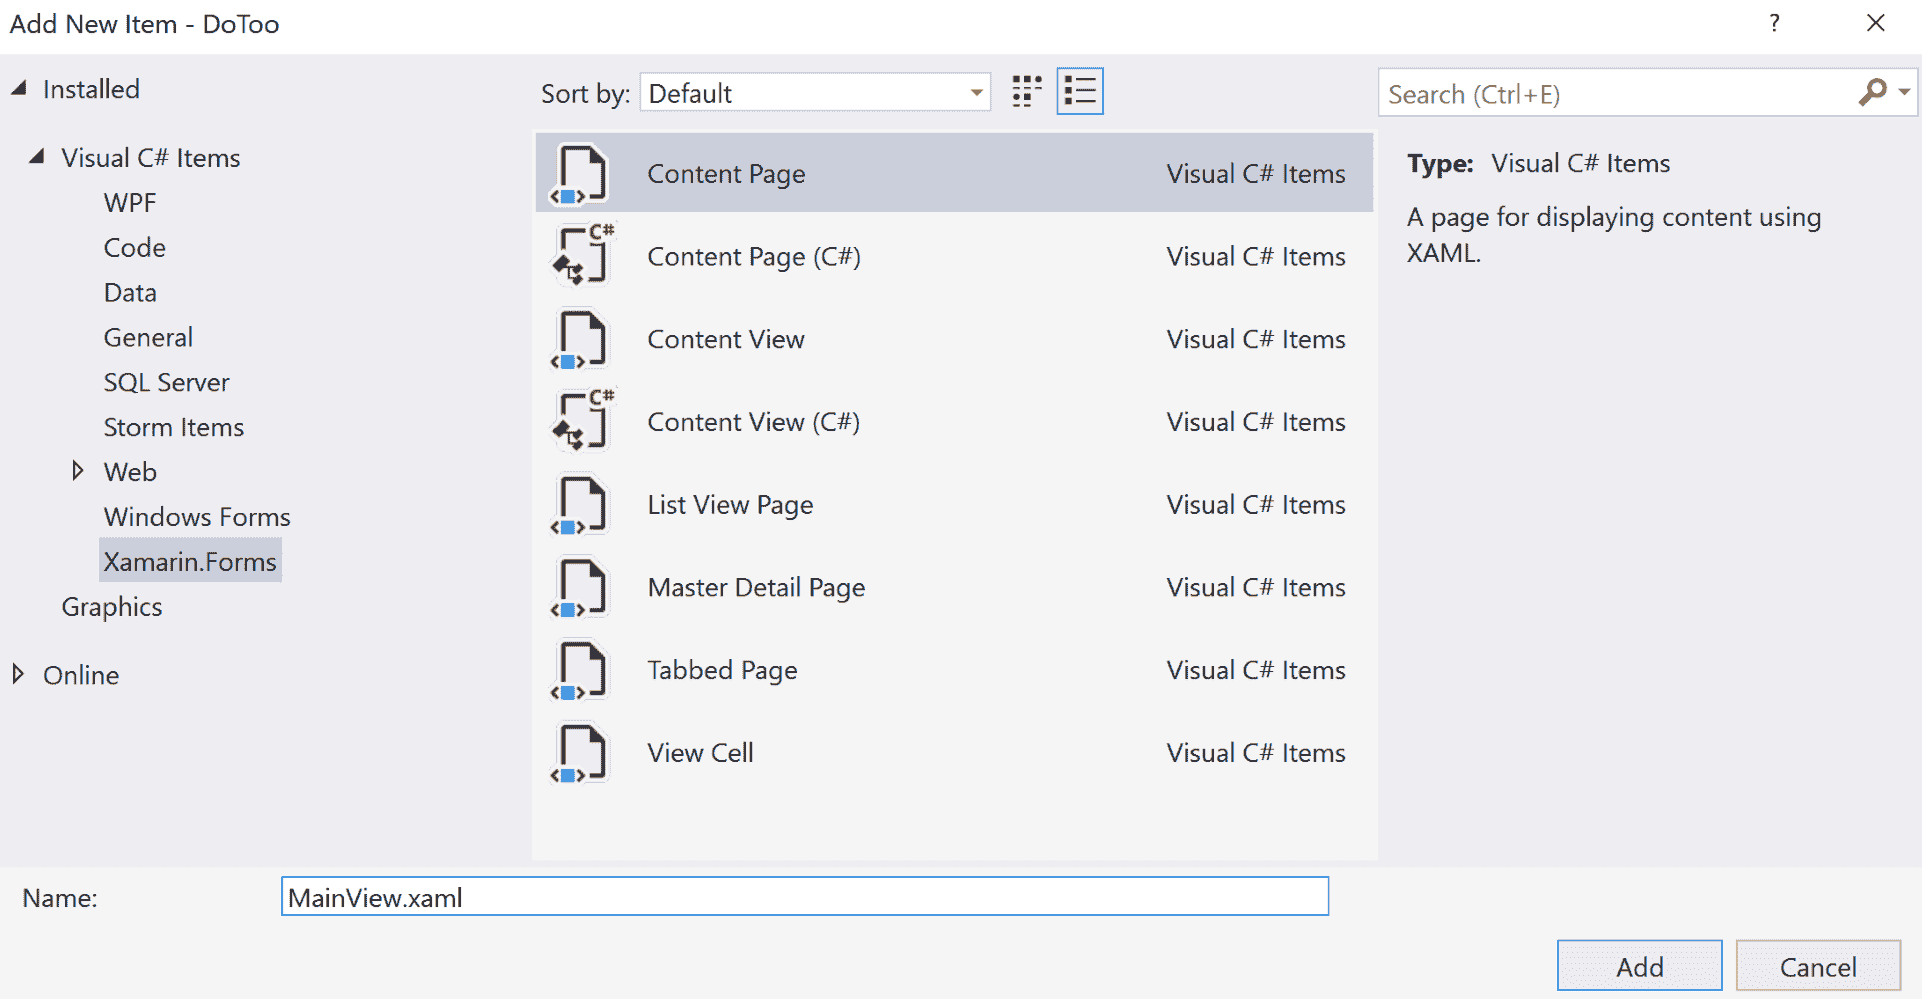 Add New Item - DoToo
?
Installed
Sort by: Default
Search (Ctrl+E)
Visual C# Items
WPF
Code
Data
General
SQL Server
Storm Items
Web
Windows Forms
Xamarin.Forms
Graphics
Online
Content Page Visual C# Items
C# Content Page (C#) Visual C# Items
Content View Visual C# Items
C# Content View (C#) Visual C# Items
List View Page Visual C# Items
Master Detail Page Visual C# Items
Tabbed Page Visual C# Items
View Cell Visual C# Items
Type: Visual C# Items
A page for displaying content using
XAML.
Name: MainView.xaml
Add Cancel